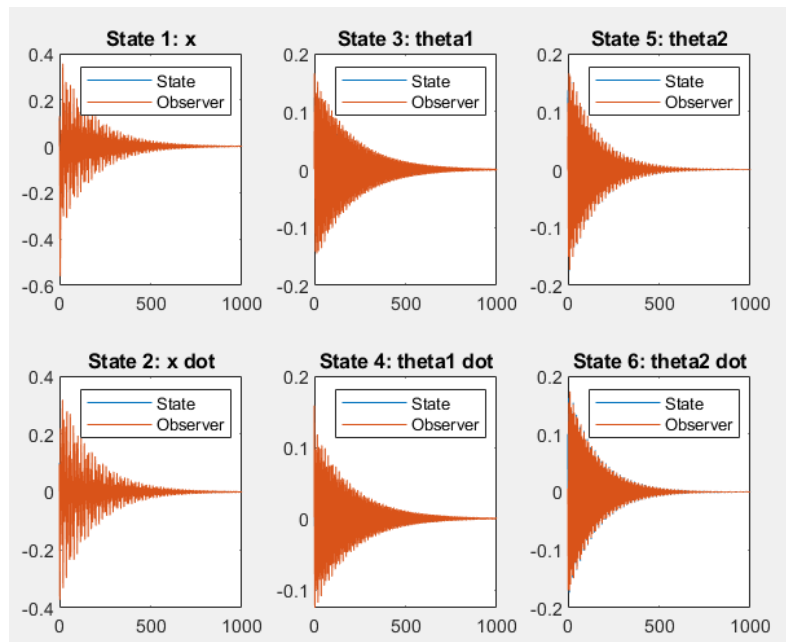 State 1: x
State 3: theta1
State 5: theta2
0.4
0.2
0
-0.2
-0.4
-0.6
State
Observer
0
500
1000
0.2
0.1
0
-0.1
-0.2
State
Observer
0
500
1000
0.2
0.1
0
-0.1
-0.2
State
Observer
0
500
1000
State 2: x dot
State 4: theta1 dot
State 6: theta2 dot
0.4
0.2
0
-0.2
-0.4
State
Observer
0
500
1000
0.2
0.1
0
-0.1
State
Observer
0
500
1000
0.2
0.1
0
-0.1
-0.2
State
Observer
0
500
1000